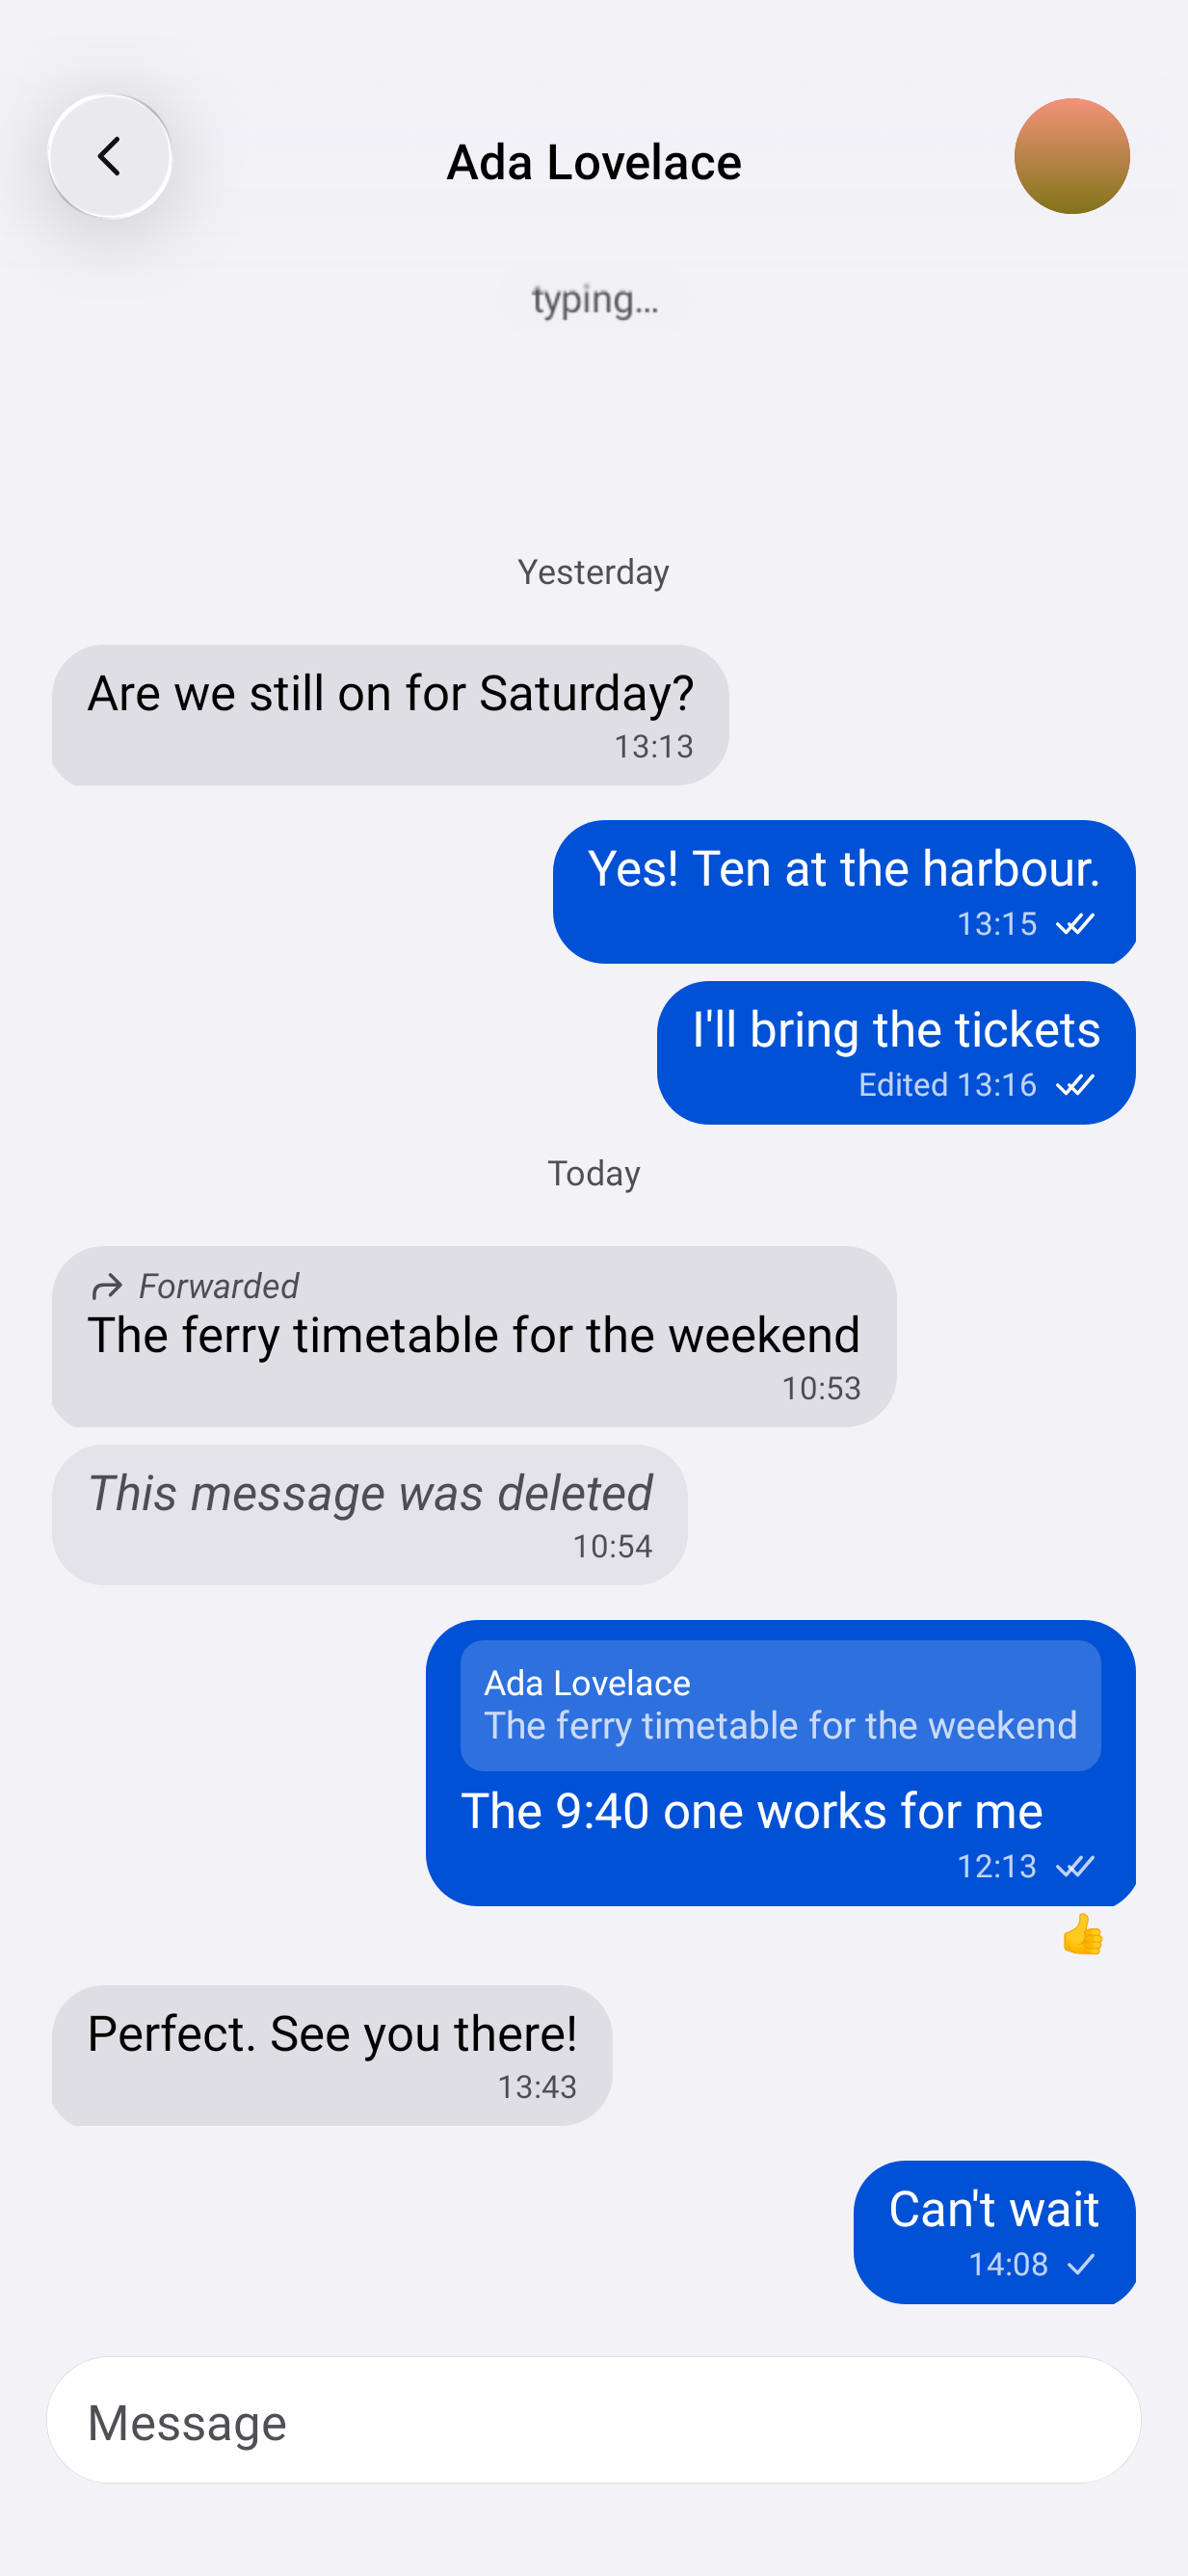 Ada Lovelace
typing...
Yesterday
Are we still on for Saturday?
13:13
Yes! Ten at the harbour.
13:15
I'll bring the tickets
Edited 13:16
Today
Forwarded
The ferry timetable for the weekend
10:53
This message was deleted
10:54
Ada Lovelace
The ferry timetable for the weekend
The 9:40 one works for me
12:13
👍
Perfect. See you there!
13:43
Can't wait
14:08
Message